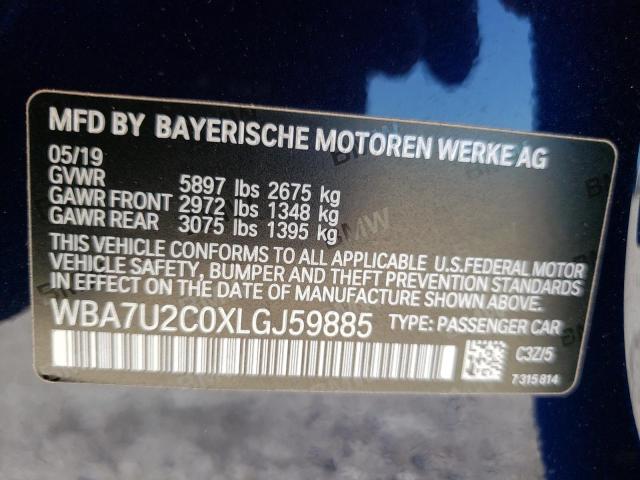 MFD BY BAYERISCHE MOTOREN WERKE AG
05/19
GVWR 5897 lbs 2675 kg
GAWR FRONT 2972 lbs 1348 kg
GAWR REAR 3075 lbs 1395 kg
THIS VEHICLE CONFORMS TO ALL APPLICABLE U.S.FEDERAL MOTOR
VEHICLE SAFETY, BUMPER AND THEFT PREVENTION STANDARDS
IN EFFECT ON THE DATE OF MANUFACTURE SHOWN ABOVE.
WBA7U2C0XLGJ59885 TYPE: PASSENGER CAR
C3Z/5
7315814